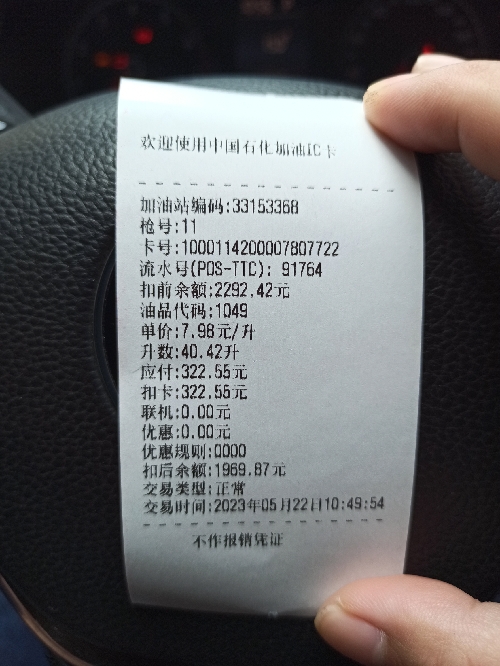 欢迎使用中国石化加油IC卡
加油站编码:33153368
枪号:11
卡号:1000114200007807722
流水号(POS-TTC): 91764
扣前余额:2292.42元
油品代码:1049
单价:7.98元/升
升数:40.42升
应付:322.55元
扣卡:322.55元
联机:0.00元
优惠:0.00元
优惠规则:0000
扣后余额:1969.87元
交易类型:正常
交易时间:2023年05月22日10:49:54
不作报销凭证